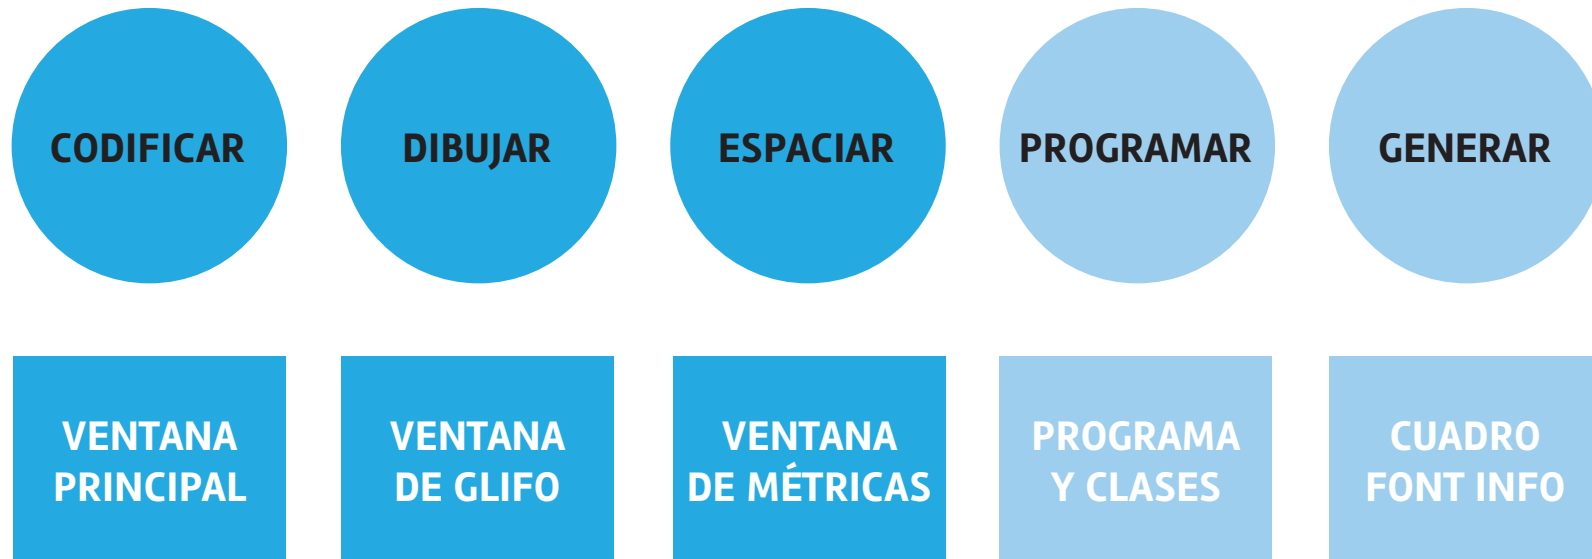 CODIFICAR
DIBUJAR
ESPACIAR
PROGRAMAR
GENERAR
VENTANA
PRINCIPAL
VENTANA
DE GLIFO
VENTANA
DE MÉTRICAS
PROGRAMA
Y CLASES
CUADRO
FONT INFO